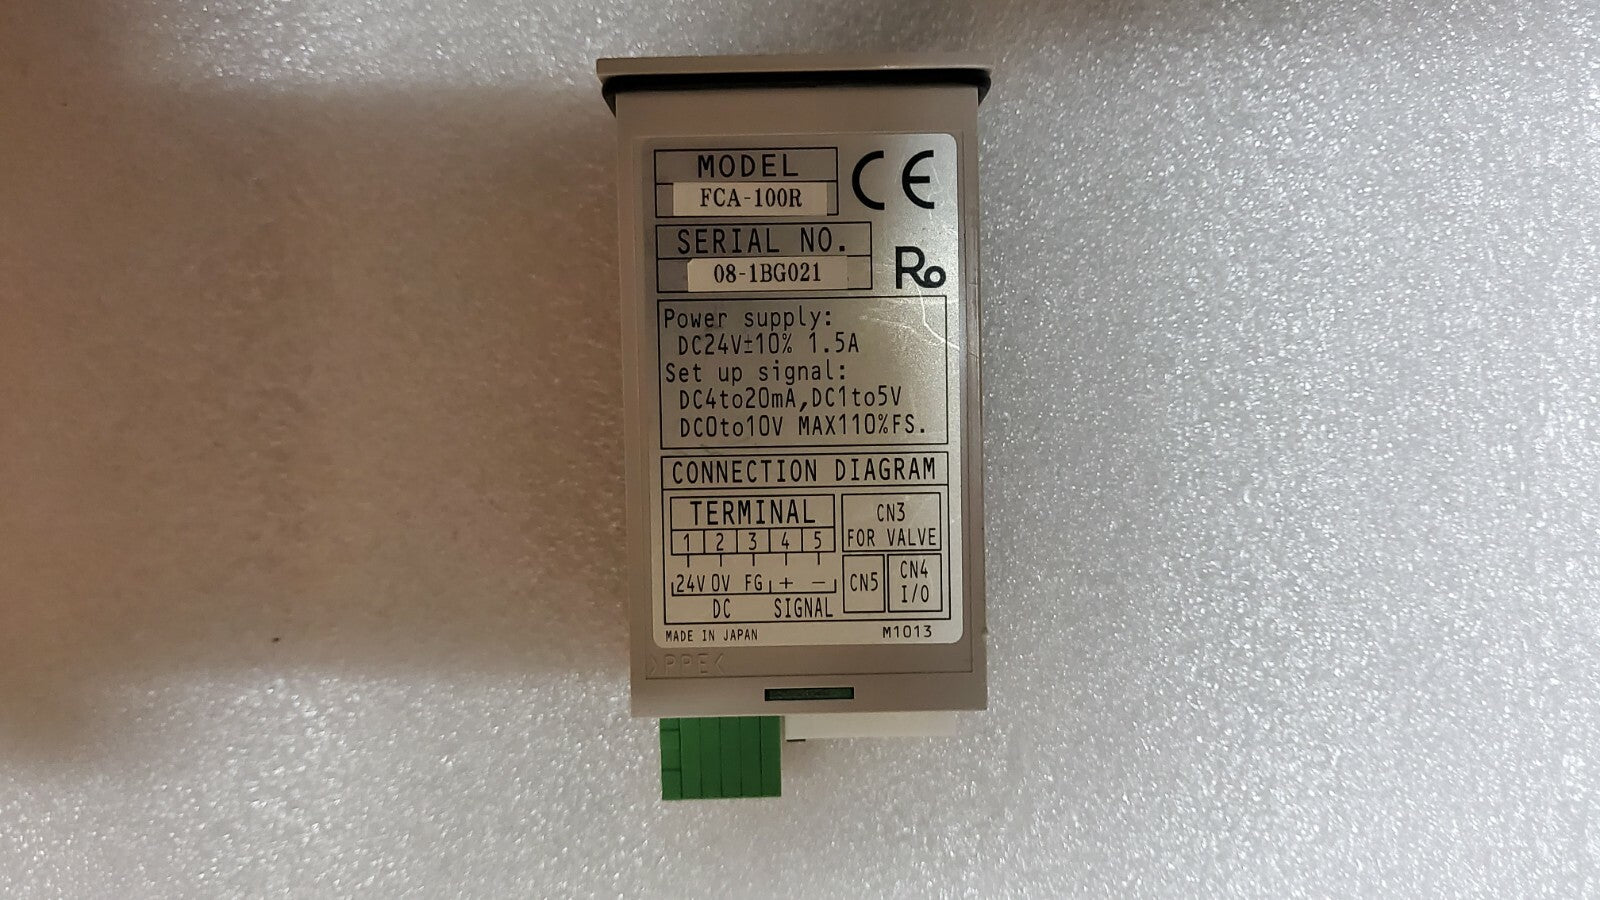 MODEL
FCA-100R
CE
SERIAL NO.
08-1BG021
Ro
Power supply:
DC24V±10% 1.5A
Set up signal:
DC4to20mA,DC1to5V
DC0to10V MAX110%FS.
CONNECTION DIAGRAM
TERMINAL
1 2 3 4 5
24V 0V FG + −
DC SIGNAL
CN3
FOR VALVE
CN5
CN4
I/O
MADE IN JAPAN M1013
>PPE<